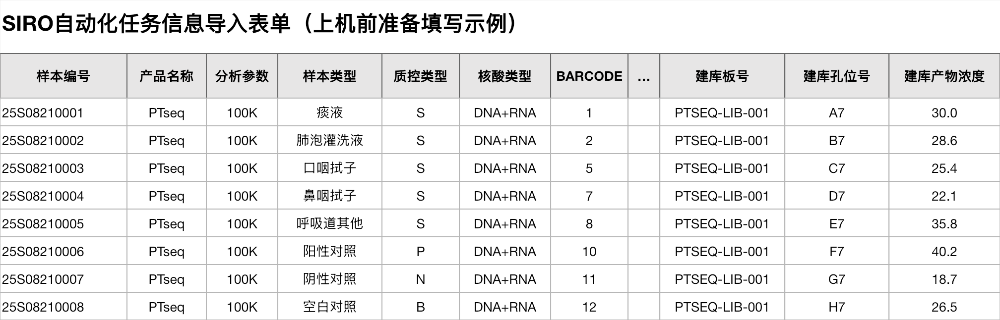 SIRO自动化任务信息导入表单（上机前准备填写示例）
样本编号 产品名称 分析参数 样本类型 质控类型 核酸类型 BARCODE ... 建库板号 建库孔位号 建库产物浓度
25S08210001 PTseq 100K 痰液 S DNA+RNA 1 PTSEQ-LIB-001 A7 30.0
25S08210002 PTseq 100K 肺泡灌洗液 S DNA+RNA 2 PTSEQ-LIB-001 B7 28.6
25S08210003 PTseq 100K 口咽拭子 S DNA+RNA 5 PTSEQ-LIB-001 C7 25.4
25S08210004 PTseq 100K 鼻咽拭子 S DNA+RNA 7 PTSEQ-LIB-001 D7 22.1
25S08210005 PTseq 100K 呼吸道其他 S DNA+RNA 8 PTSEQ-LIB-001 E7 35.8
25S08210006 PTseq 100K 阳性对照 P DNA+RNA 10 PTSEQ-LIB-001 F7 40.2
25S08210007 PTseq 100K 阴性对照 N DNA+RNA 11 PTSEQ-LIB-001 G7 18.7
25S08210008 PTseq 100K 空白对照 B DNA+RNA 12 PTSEQ-LIB-001 H7 26.5